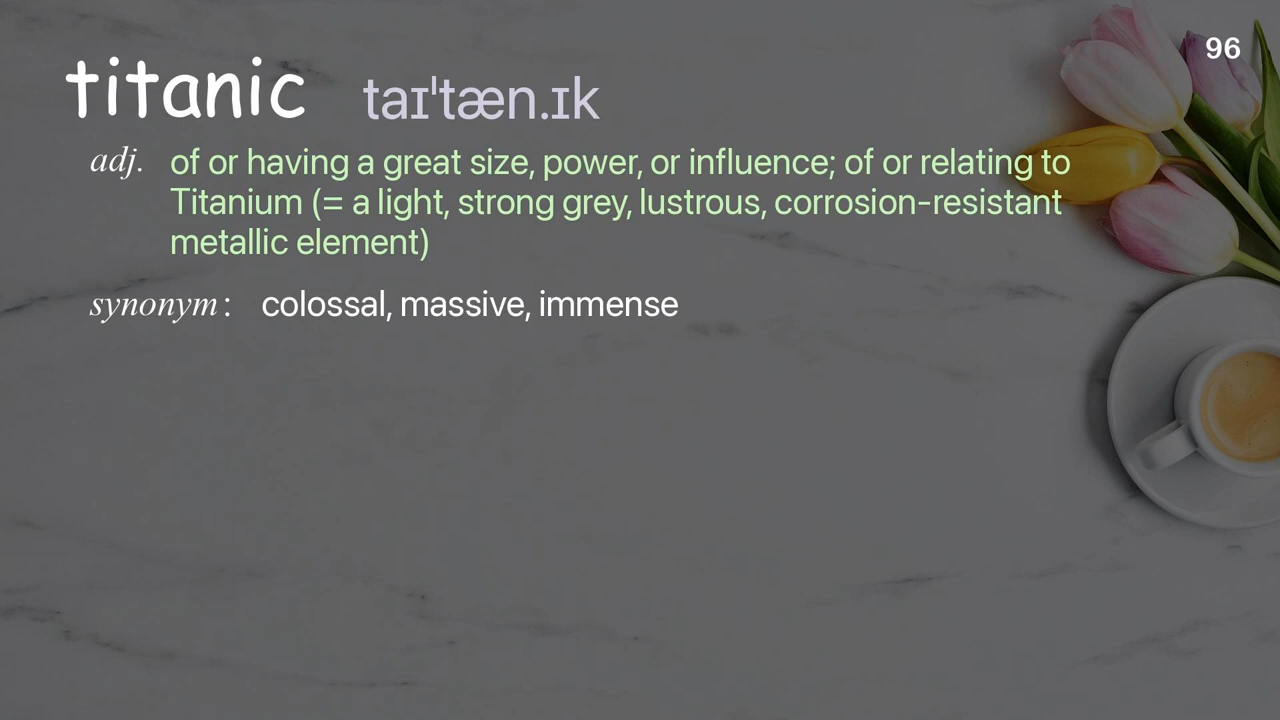 96
titanic taɪˈtæn.ɪk
adj. of or having a great size, power, or influence; of or relating to
Titanium (= a light, strong grey, lustrous, corrosion-resistant
metallic element)
synonym: colossal, massive, immense